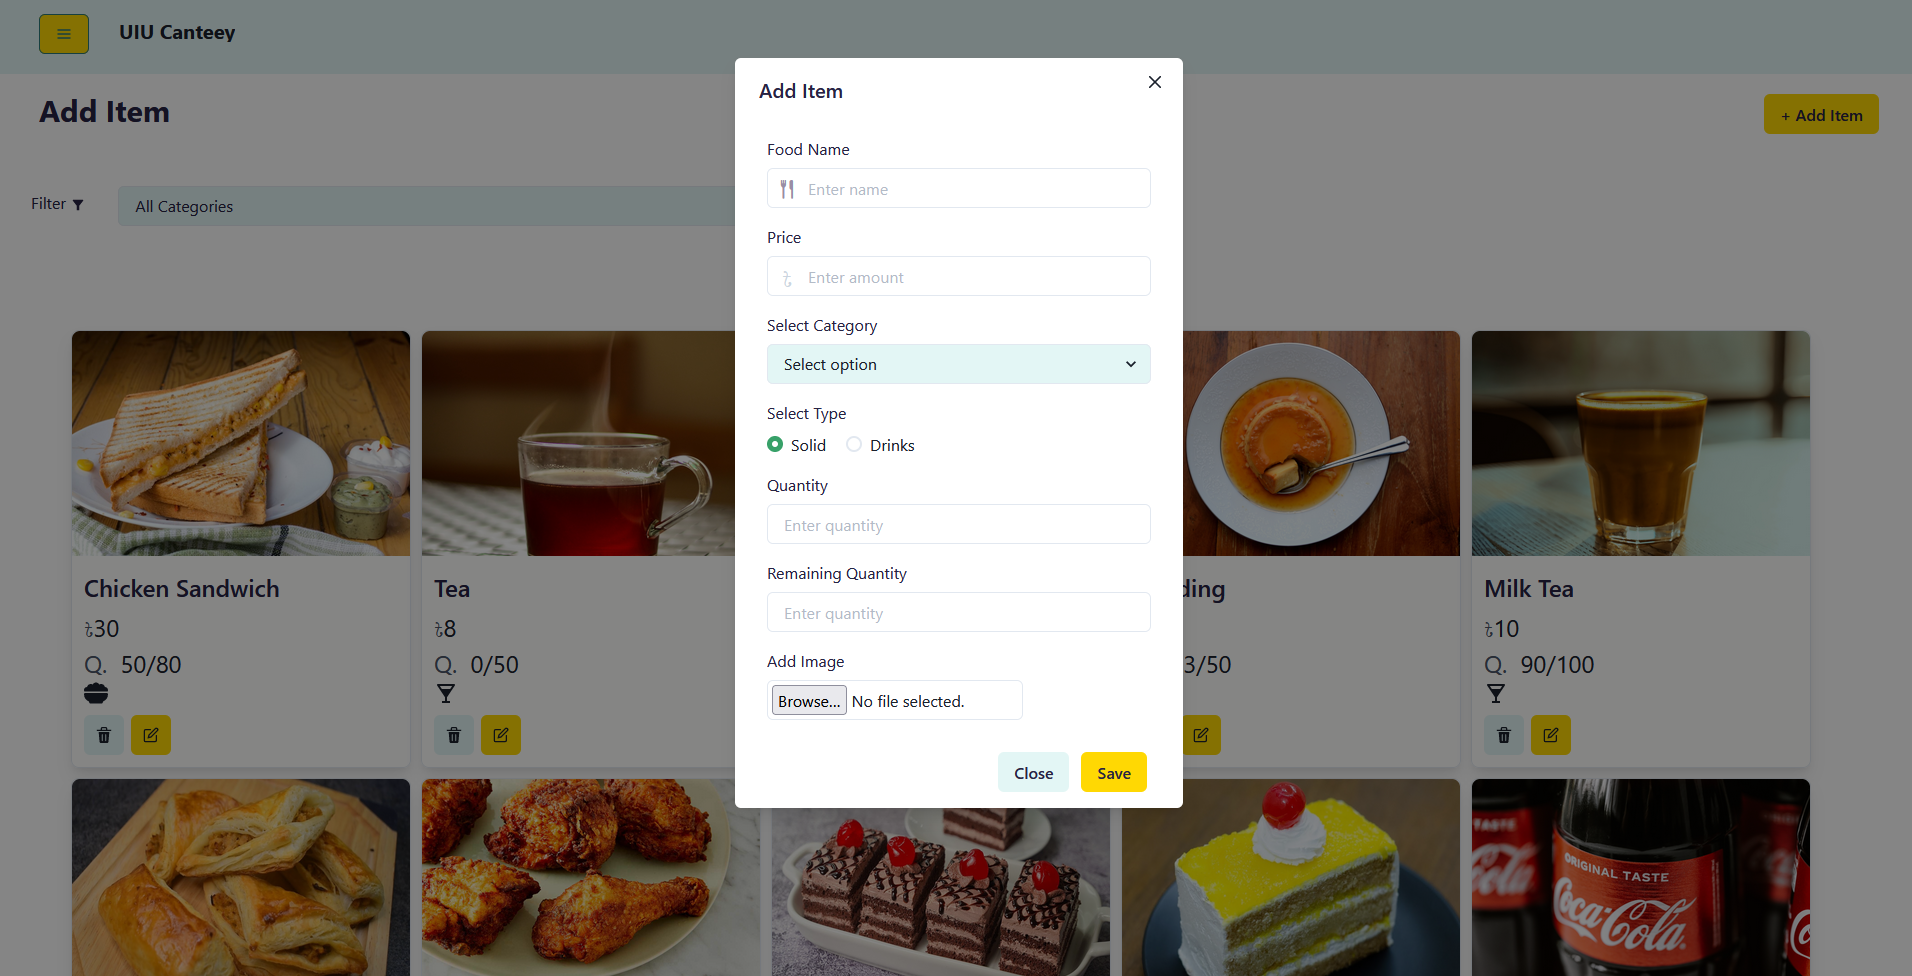 UIU Canteey
Add Item
+ Add Item
Filter
All Categories
Add Item
Food Name
Enter name
Price
৳ Enter amount
Select Category
Select option
Select Type
Solid
Drinks
Quantity
Enter quantity
Remaining Quantity
Enter quantity
Add Image
Browse... No file selected.
Close
Save
Chicken Sandwich
৳30
Q. 50/80
Tea
৳8
Q. 0/50
ding
3/50
Milk Tea
৳10
Q. 90/100
TASTE
ORIGINAL TASTE
Coca-Cola